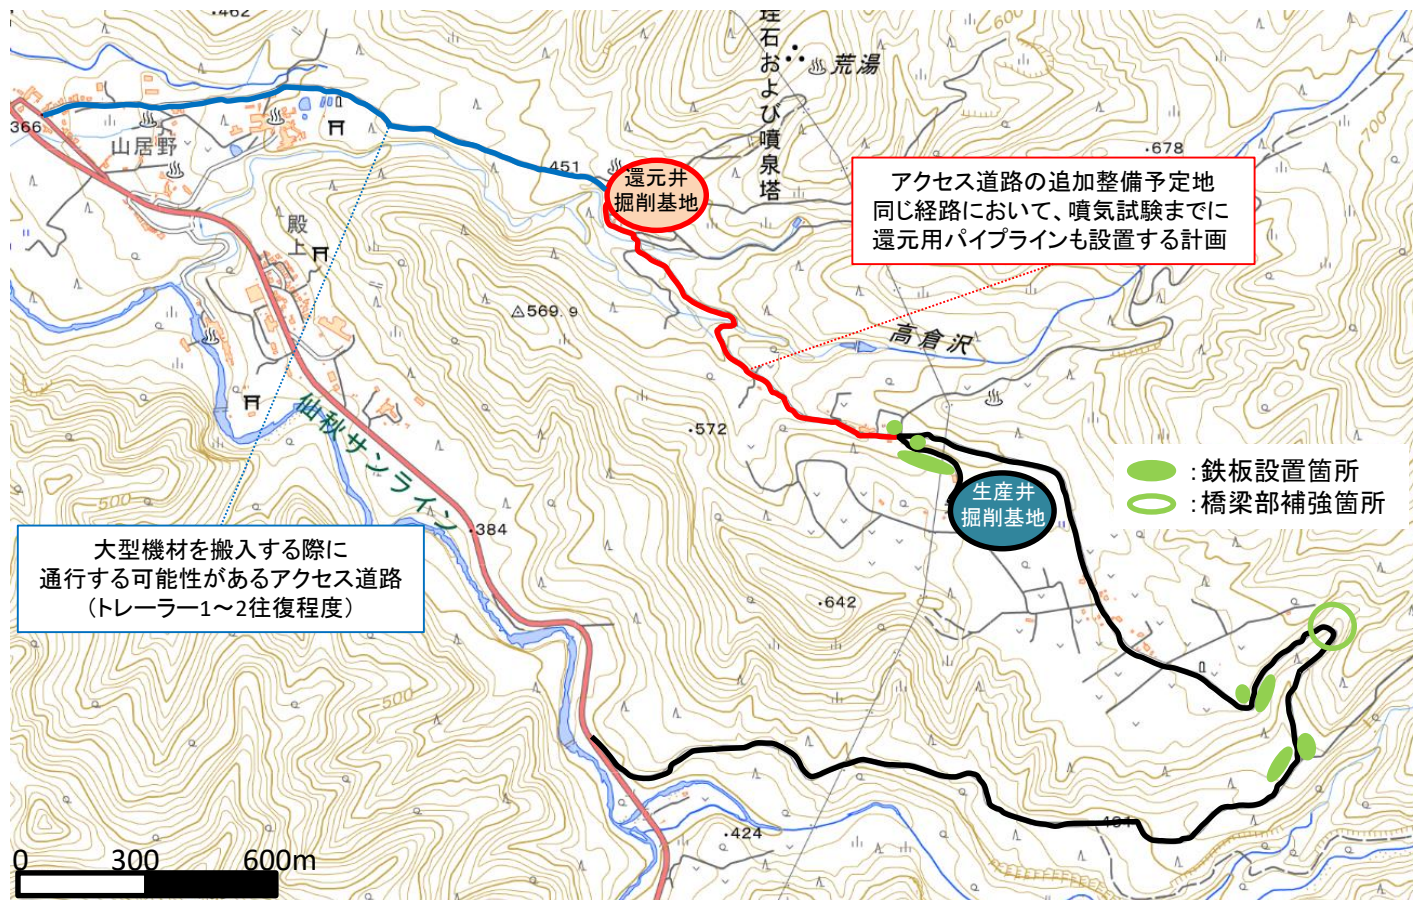 462
理石および噴泉塔
荒湯
366
山居野
451
678
700
600
還元井
掘削基地
アクセス道路の追加整備予定地
同じ経路において、噴気試験までに
還元用パイプラインも設置する計画
殿上
569.9
高倉沢
572
仙秋サンライン
:鉄板設置箇所
:橋梁部補強箇所
生産井
掘削基地
500
384
大型機材を搬入する際に
通行する可能性があるアクセス道路
(トレーラー1～2往復程度)
642
500
424
0 300 600m